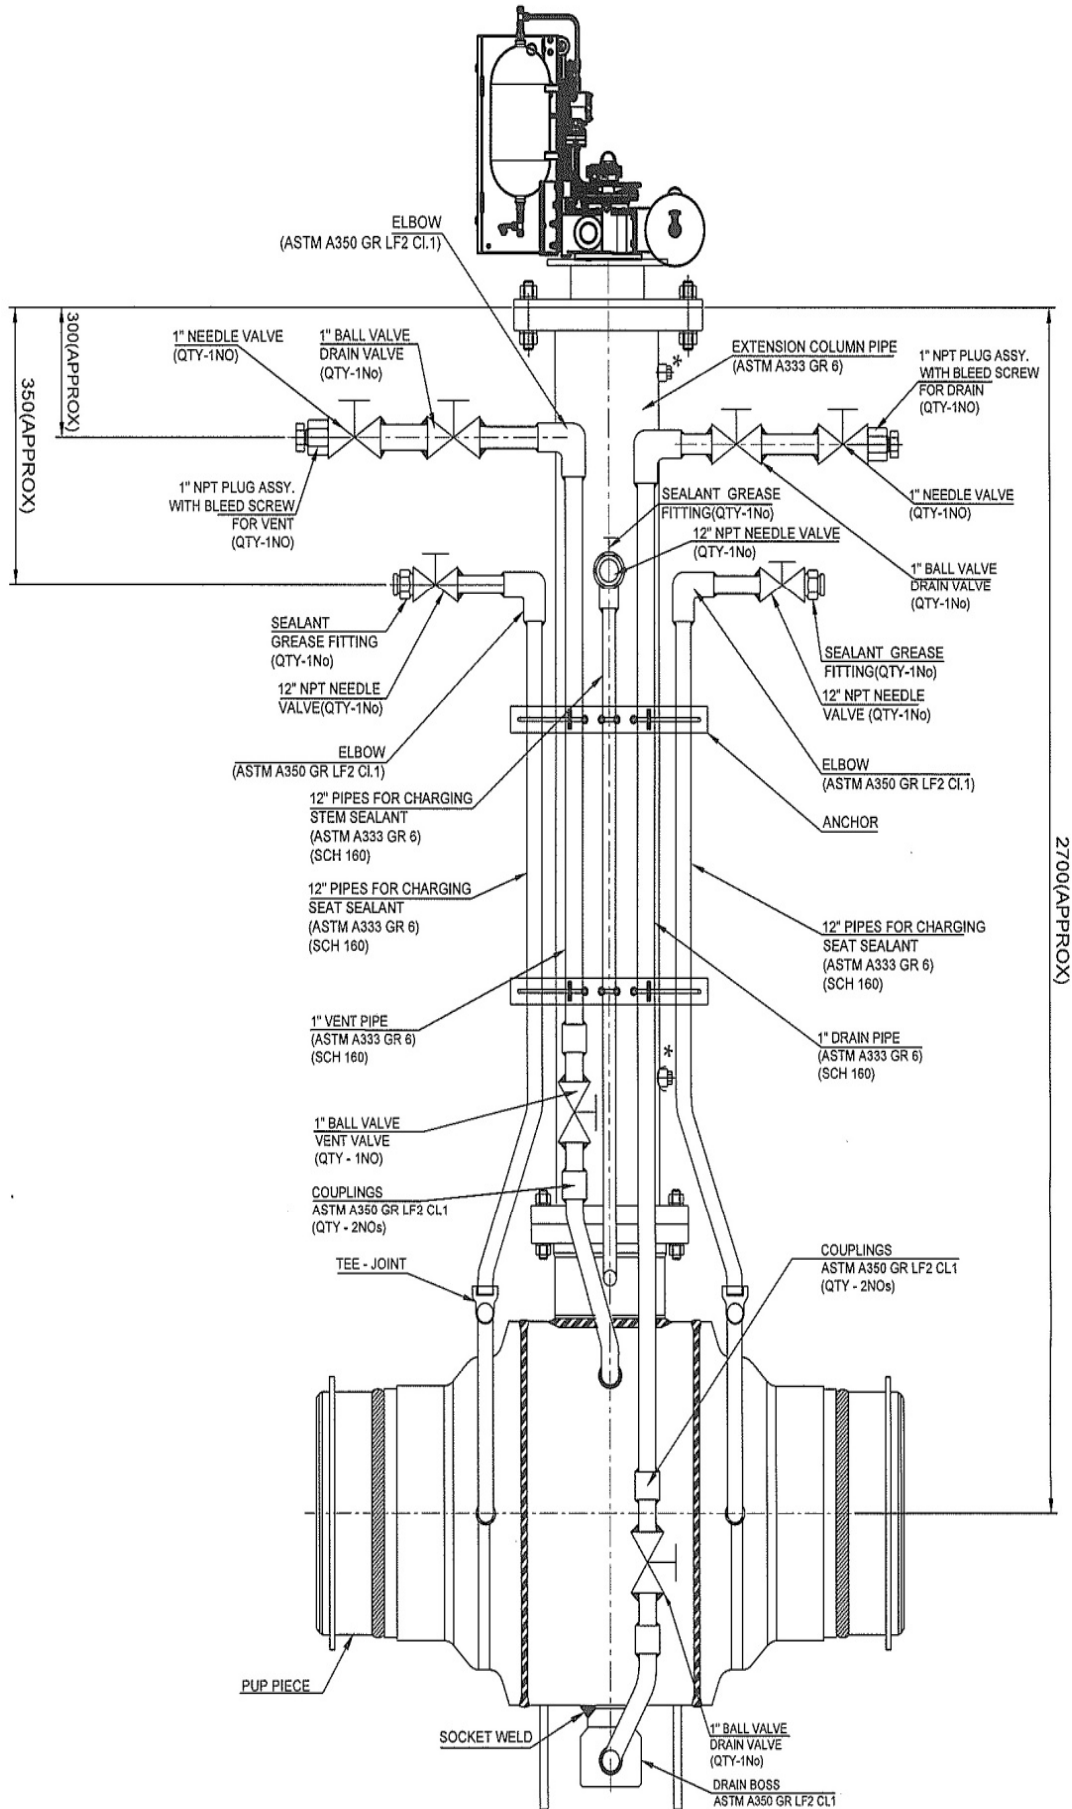 ELBOW
(ASTM A350 GR LF2 Cl.1)
300(APPROX)
350(APPROX)
1" NEEDLE VALVE
(QTY-1NO)
1" BALL VALVE
DRAIN VALVE
(QTY-1No)
EXTENSION COLUMN PIPE
(ASTM A333 GR 6)
*
1" NPT PLUG ASSY.
WITH BLEED SCREW
FOR DRAIN
(QTY-1NO)
1" NPT PLUG ASSY.
WITH BLEED SCREW
FOR VENT
(QTY-1NO)
SEALANT GREASE
FITTING(QTY-1No)
12" NPT NEEDLE VALVE
(QTY-1No)
1" NEEDLE VALVE
(QTY-1NO)
1" BALL VALVE
DRAIN VALVE
(QTY-1No)
SEALANT
GREASE FITTING
(QTY-1No)
12" NPT NEEDLE
VALVE(QTY-1No)
SEALANT GREASE
FITTING(QTY-1No)
12" NPT NEEDLE
VALVE (QTY-1No)
ELBOW
(ASTM A350 GR LF2 Cl.1)
ELBOW
(ASTM A350 GR LF2 Cl.1)
12" PIPES FOR CHARGING
STEM SEALANT
(ASTM A333 GR 6)
(SCH 160)
ANCHOR
2700(APPROX)
12" PIPES FOR CHARGING
SEAT SEALANT
(ASTM A333 GR 6)
(SCH 160)
12" PIPES FOR CHARGING
SEAT SEALANT
(ASTM A333 GR 6)
(SCH 160)
1" VENT PIPE
(ASTM A333 GR 6)
(SCH 160)
1" DRAIN PIPE
(ASTM A333 GR 6)
(SCH 160)
*
1" BALL VALVE
VENT VALVE
(QTY - 1NO)
COUPLINGS
ASTM A350 GR LF2 CL1
(QTY - 2NOs)
TEE - JOINT
COUPLINGS
ASTM A350 GR LF2 CL1
(QTY - 2NOs)
PUP PIECE
SOCKET WELD
1" BALL VALVE
DRAIN VALVE
(QTY-1No)
DRAIN BOSS
ASTM A350 GR LF2 CL1